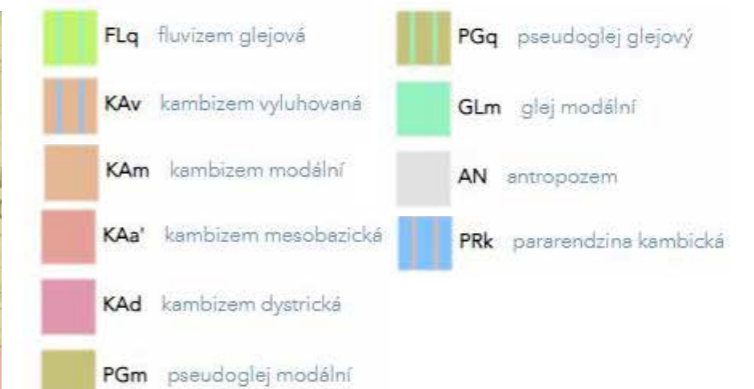 FLq fluvizem glejová
KAv kambizem vyluhovaná
KAm kambizem modální
KAa' kambizem mesobazická
KAd kambizem dystrická
PGm pseudoglej modální
PGq pseudoglej glejový
GLm glej modální
AN antropozem
PRk pararendzina kambická